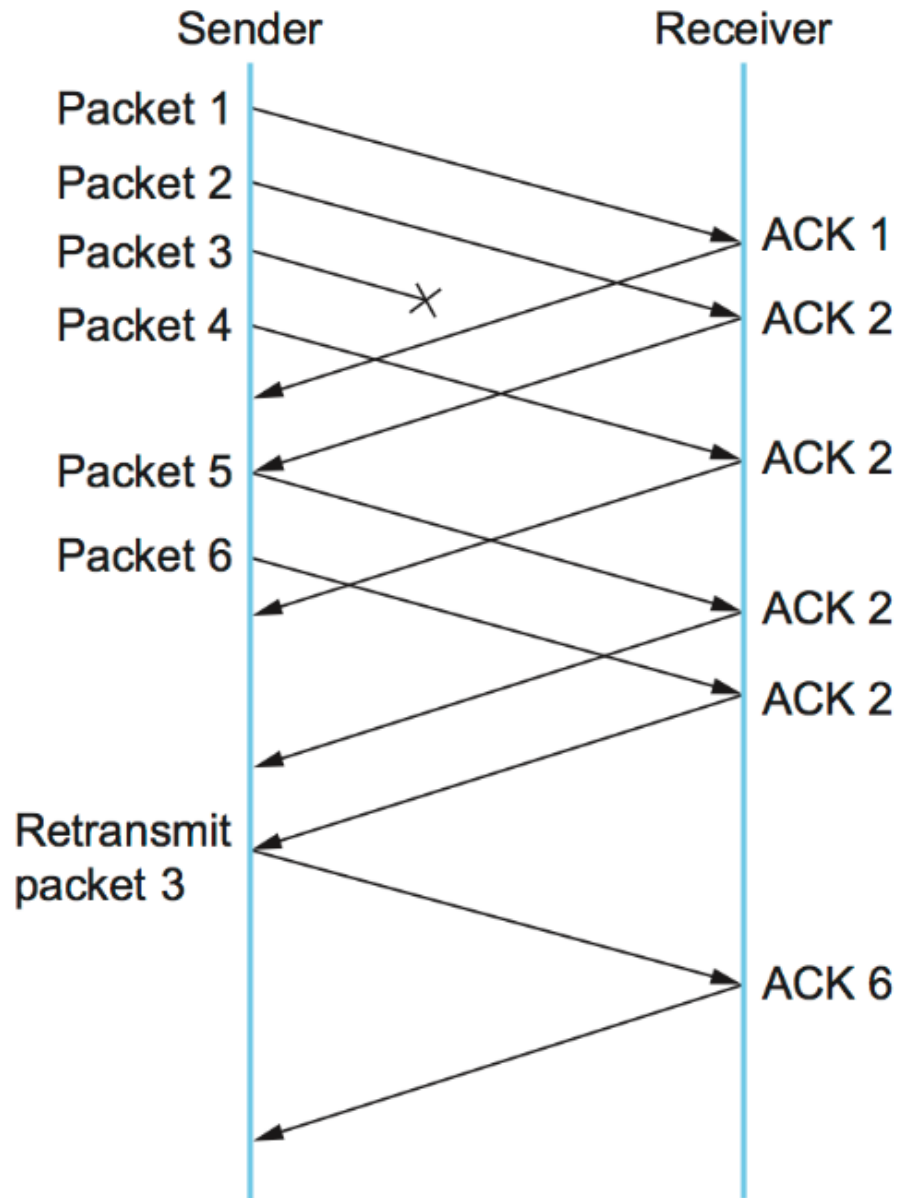 Sender
Receiver
Packet 1
Packet 2
ACK 1
Packet 3
Packet 4
ACK 2
Packet 5
ACK 2
Packet 6
ACK 2
ACK 2
Retransmit
packet 3
ACK 6